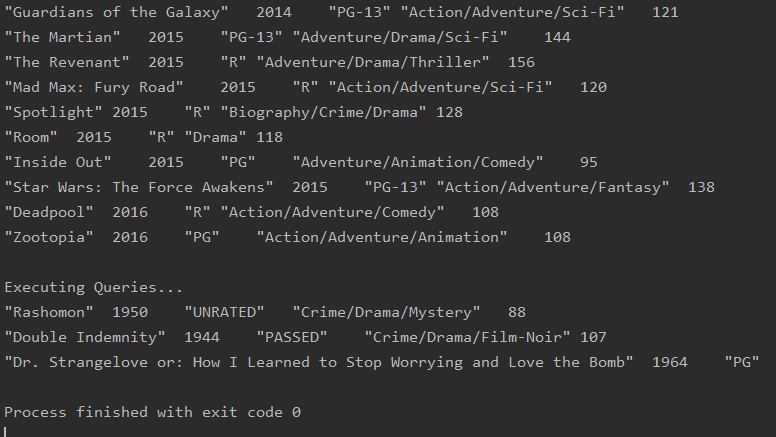 "Guardians of the Galaxy" 2014 "PG-13" "Action/Adventure/Sci-Fi" 121
"The Martian" 2015 "PG-13" "Adventure/Drama/Sci-Fi" 144
"The Revenant" 2015 "R" "Adventure/Drama/Thriller" 156
"Mad Max: Fury Road" 2015 "R" "Action/Adventure/Sci-Fi" 120
"Spotlight" 2015 "R" "Biography/Crime/Drama" 128
"Room" 2015 "R" "Drama" 118
"Inside Out" 2015 "PG" "Adventure/Animation/Comedy" 95
"Star Wars: The Force Awakens" 2015 "PG-13" "Action/Adventure/Fantasy" 138
"Deadpool" 2016 "R" "Action/Adventure/Comedy" 108
"Zootopia" 2016 "PG" "Action/Adventure/Animation" 108
Executing Queries...
"Rashomon" 1950 "UNRATED" "Crime/Drama/Mystery" 88
"Double Indemnity" 1944 "PASSED" "Crime/Drama/Film-Noir" 107
"Dr. Strangelove or: How I Learned to Stop Worrying and Love the Bomb" 1964 "PG"
Process finished with exit code 0